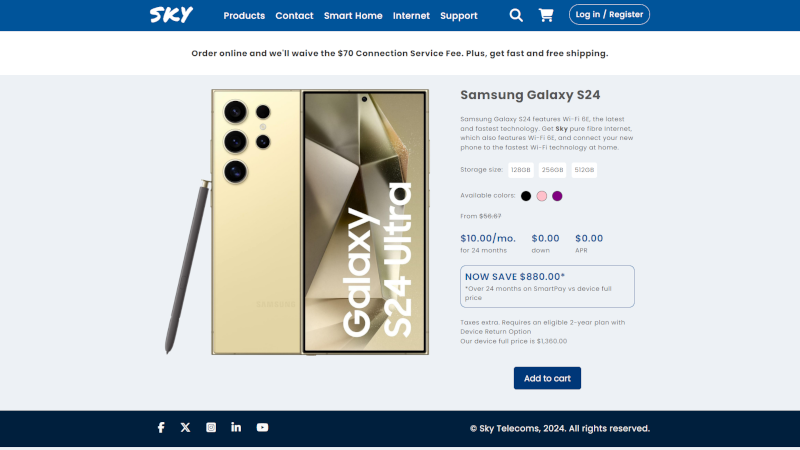 SKY
Products Contact Smart Home Internet Support
Log in / Register
Order online and we'll waive the $70 Connection Service Fee. Plus, get fast and free shipping.
Samsung Galaxy S24
Samsung Galaxy S24 features Wi-Fi 6E, the latest
and fastest technology. Get Sky pure fibre Internet,
which also features Wi-Fi 6E, and connect your new
phone to the fastest Wi-Fi technology at home.
Storage size: 128GB 256GB 512GB
Available colors:
From $56.67
$10.00/mo. $0.00 $0.00
for 24 months down APR
NOW SAVE $880.00*
*Over 24 months on SmartPay vs device full
price
Taxes extra. Requires an eligible 2-year plan with
Device Return Option
Our device full price is $1,360.00
Add to cart
Galaxy
S24 Ultra
SAMSUNG
© Sky Telecoms, 2024. All rights reserved.